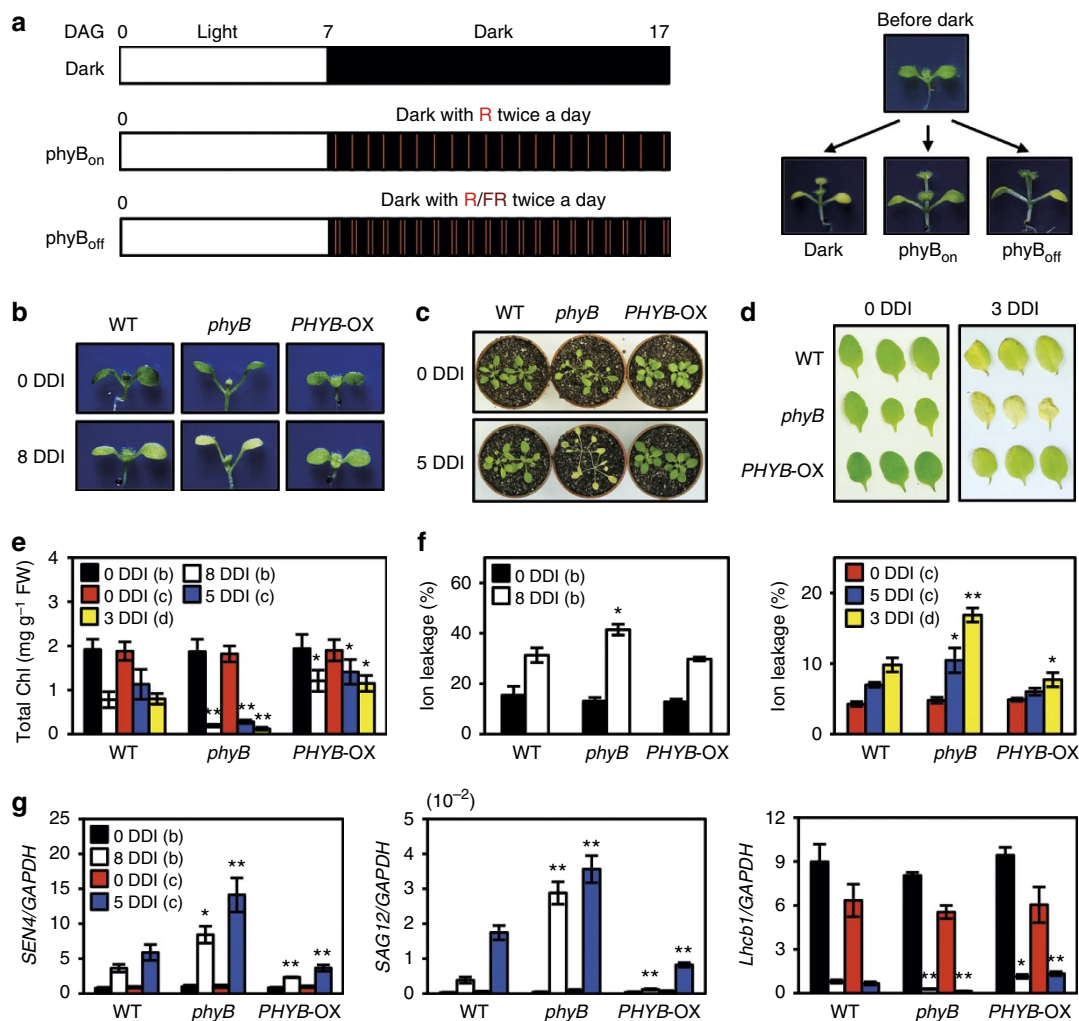 a
DAG 0 Light 7 Dark 17
Dark
0 Dark with R twice a day
phyBon
Dark with R/FR twice a day
phyBoff
Before dark
Dark phyBon phyBoff
b
WT phyB PHYB-OX
0 DDI
8 DDI
c
WT phyB PHYB-OX
0 DDI
5 DDI
d
0 DDI 3 DDI
WT
phyB
PHYB-OX
e
Total Chl (mg g−1 FW)
4
3
2
1
0
0 DDI (b) 8 DDI (b)
0 DDI (c) 5 DDI (c)
3 DDI (d)
** ** ** * * *
WT phyB PHYB-OX
f
Ion leakage (%)
60
40
20
0
0 DDI (b)
8 DDI (b)
*
WT phyB PHYB-OX
Ion leakage (%)
20
10
0
0 DDI (c)
5 DDI (c)
3 DDI (d)
* ** *
WT phyB PHYB-OX
g
SEN4/GAPDH
25
20
15
10
5
0
0 DDI (b)
8 DDI (b)
0 DDI (c)
5 DDI (c)
* ** ** **
WT phyB PHYB-OX
(10−2)
SAG12/GAPDH
5
4
3
2
1
0
** ** ** **
WT phyB PHYB-OX
Lhcb1/GAPDH
12
9
6
3
0
** ** * **
WT phyB PHYB-OX